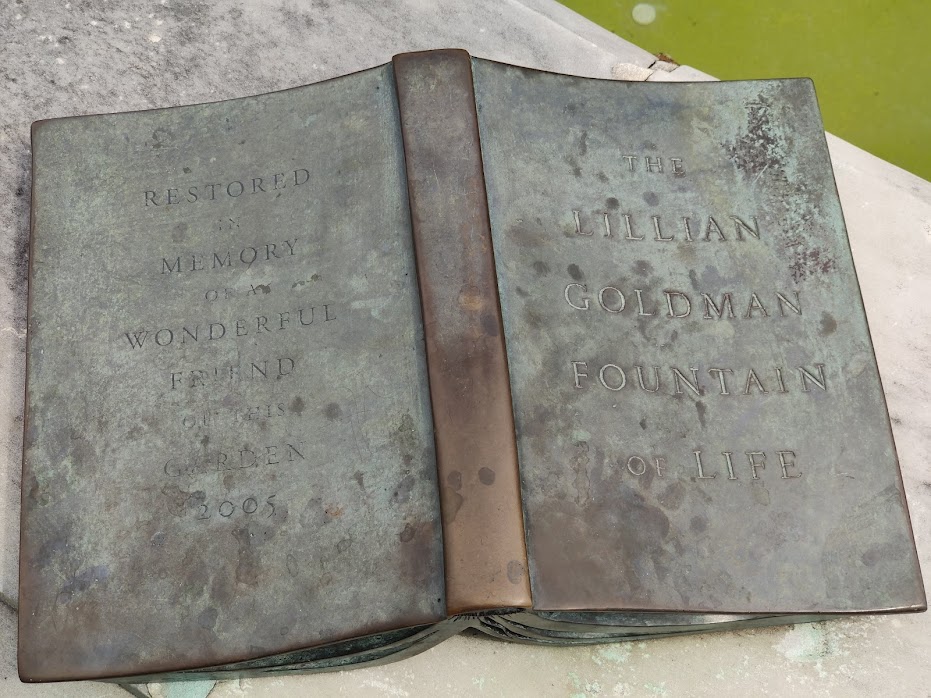 RESTORED
IN
MEMORY
OF A
WONDERFUL
FRIEND
OF THIS
GARDEN
2005
THE
LILLIAN
GOLDMAN
FOUNTAIN
OF LIFE